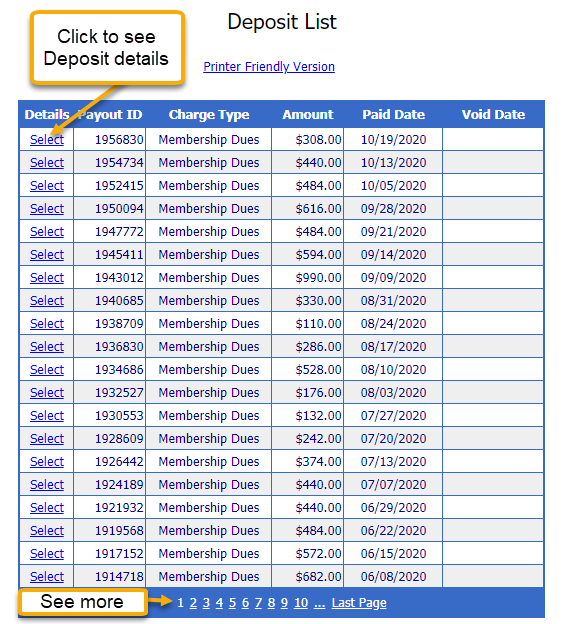 Deposit List
Click to see
Deposit details
Printer Friendly Version
Details Payout ID Charge Type Amount Paid Date Void Date
Select 1956830 Membership Dues $308.00 10/19/2020
Select 1954734 Membership Dues $440.00 10/13/2020
Select 1952415 Membership Dues $484.00 10/05/2020
Select 1950094 Membership Dues $616.00 09/28/2020
Select 1947772 Membership Dues $484.00 09/21/2020
Select 1945411 Membership Dues $594.00 09/14/2020
Select 1943012 Membership Dues $990.00 09/09/2020
Select 1940685 Membership Dues $330.00 08/31/2020
Select 1938709 Membership Dues $110.00 08/24/2020
Select 1936830 Membership Dues $286.00 08/17/2020
Select 1934686 Membership Dues $528.00 08/10/2020
Select 1932527 Membership Dues $176.00 08/03/2020
Select 1930553 Membership Dues $132.00 07/27/2020
Select 1928609 Membership Dues $242.00 07/20/2020
Select 1926442 Membership Dues $374.00 07/13/2020
Select 1924189 Membership Dues $440.00 07/07/2020
Select 1921932 Membership Dues $440.00 06/29/2020
Select 1919568 Membership Dues $484.00 06/22/2020
Select 1917152 Membership Dues $572.00 06/15/2020
Select 1914718 Membership Dues $682.00 06/08/2020
See more 1 2 3 4 5 6 7 8 9 10 ... Last Page